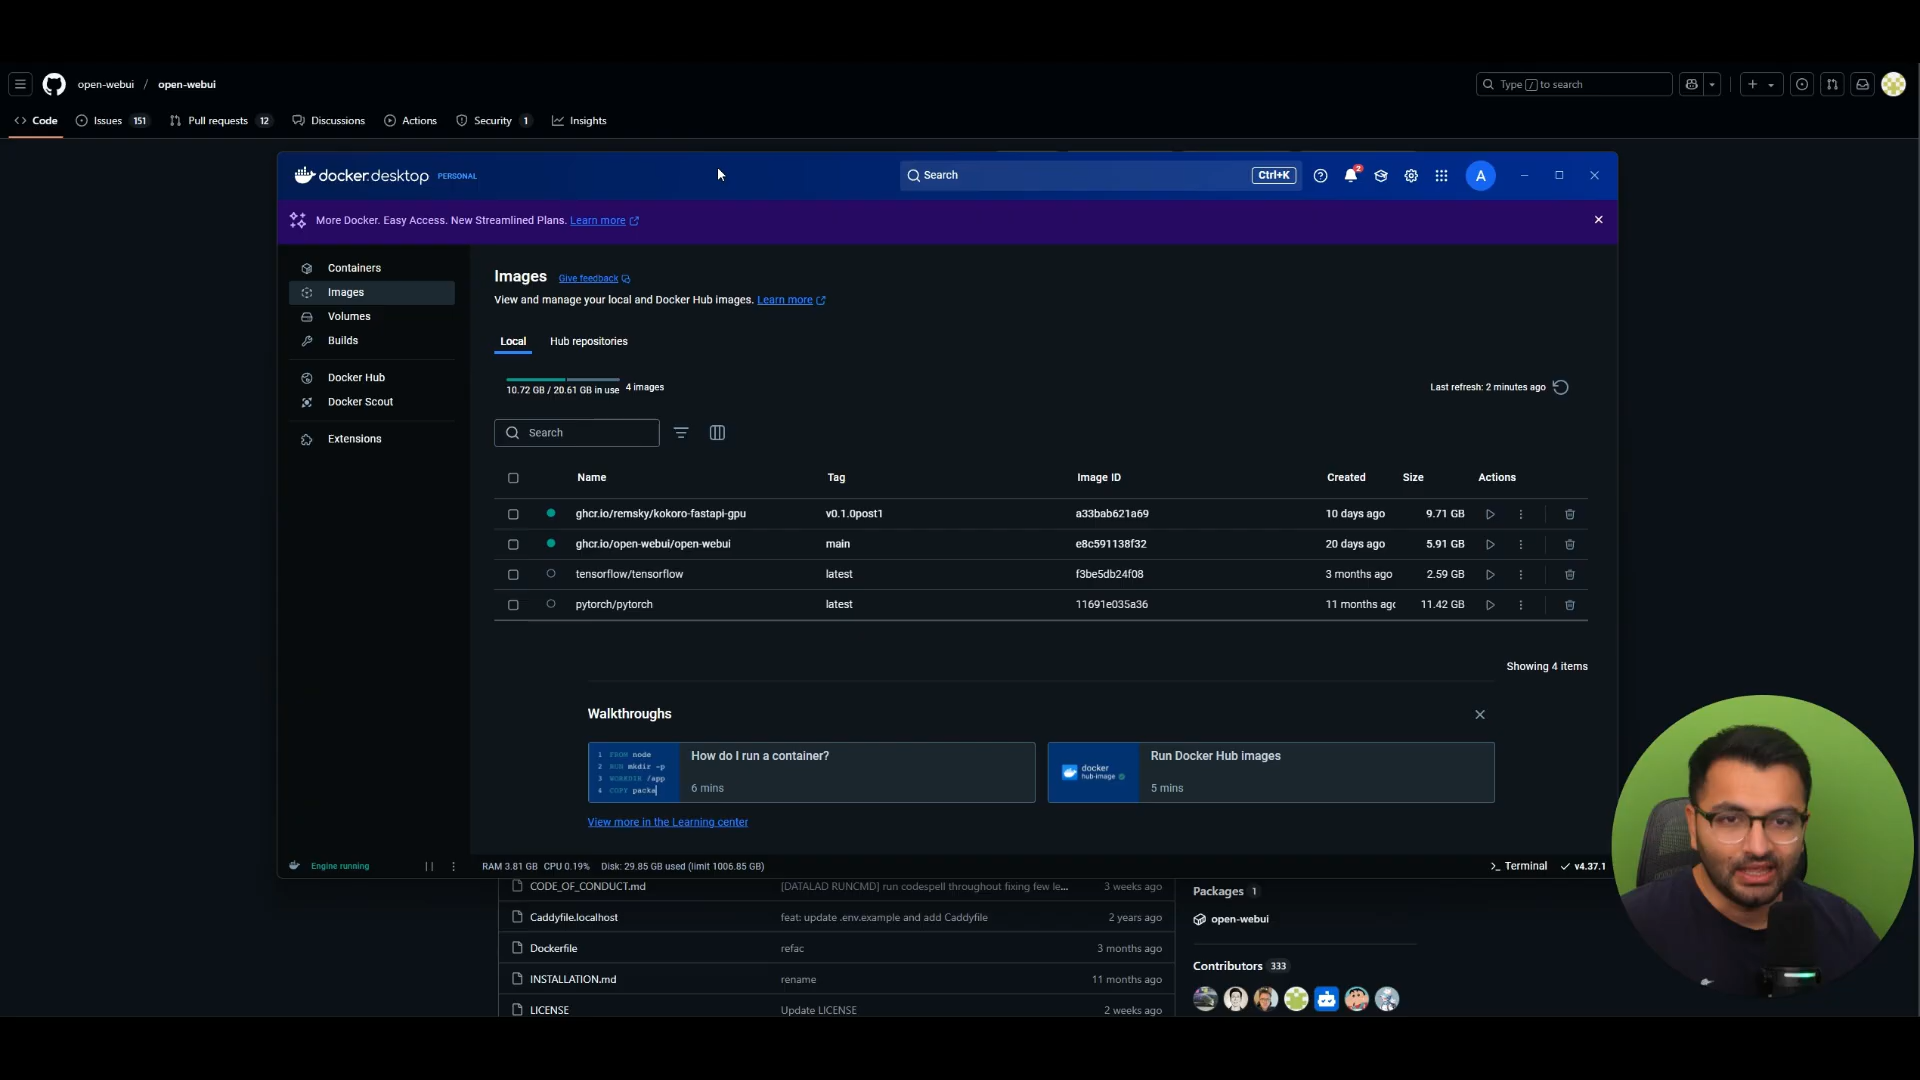 open-webui / open-webui
Type / to search
Code
Issues 151
Pull requests 12
Discussions
Actions
Security 1
Insights
docker.desktop PERSONAL
Search
Ctrl+K
2
A
More Docker. Easy Access. New Streamlined Plans. Learn more
Containers
Images
Volumes
Builds
Docker Hub
Docker Scout
Extensions
Images Give feedback
View and manage your local and Docker Hub images. Learn more
Local Hub repositories
10.72 GB / 20.61 GB in use 4 images
Last refresh: 2 minutes ago
Search
Name Tag Image ID Created Size Actions
ghcr.io/remsky/kokoro-fastapi-gpu v0.1.0post1 a33bab621a69 10 days ago 9.71 GB
ghcr.io/open-webui/open-webui main e8c591138f32 20 days ago 5.91 GB
tensorflow/tensorflow latest f3be5db24f08 3 months ago 2.59 GB
pytorch/pytorch latest 11691e035a36 11 months agc 11.42 GB
Showing 4 items
Walkthroughs
1 FROM node
2 RUN mkdir -p
3 WORKDIR /app
4 COPY packa
How do I run a container?
6 mins
docker
hub-image
Run Docker Hub images
5 mins
View more in the Learning center
Engine running
RAM 3.81 GB CPU 0.19% Disk: 29.85 GB used (limit 1006.85 GB)
>_ Terminal
v4.37.1
CODE_OF_CONDUCT.md [DATALAD RUNCMD] run codespell throughout fixing few le... 3 weeks ago
Caddyfile.localhost feat: update .env.example and add Caddyfile 2 years ago
Dockerfile refac 3 months ago
INSTALLATION.md rename 11 months ago
LICENSE Update LICENSE 2 weeks ago
Packages 1
open-webui
Contributors 333